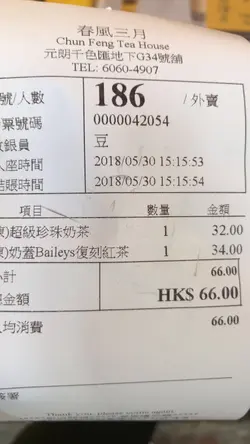 春風三月
Chun Feng Tea House
元朗千色匯地下G34號舖
TEL: 6060-4907
號/人數 186 /外賣
票號碼 0000042054
收銀員 豆
入座時間 2018/05/30 15:15:53
結賬時間 2018/05/30 15:15:54
項目 數量 金額
)超級珍珠奶茶 1 32.00
)奶蓋Baileys復刻紅茶 1 34.00
小計 66.00
金額 HK$ 66.00
人均消費 66.00